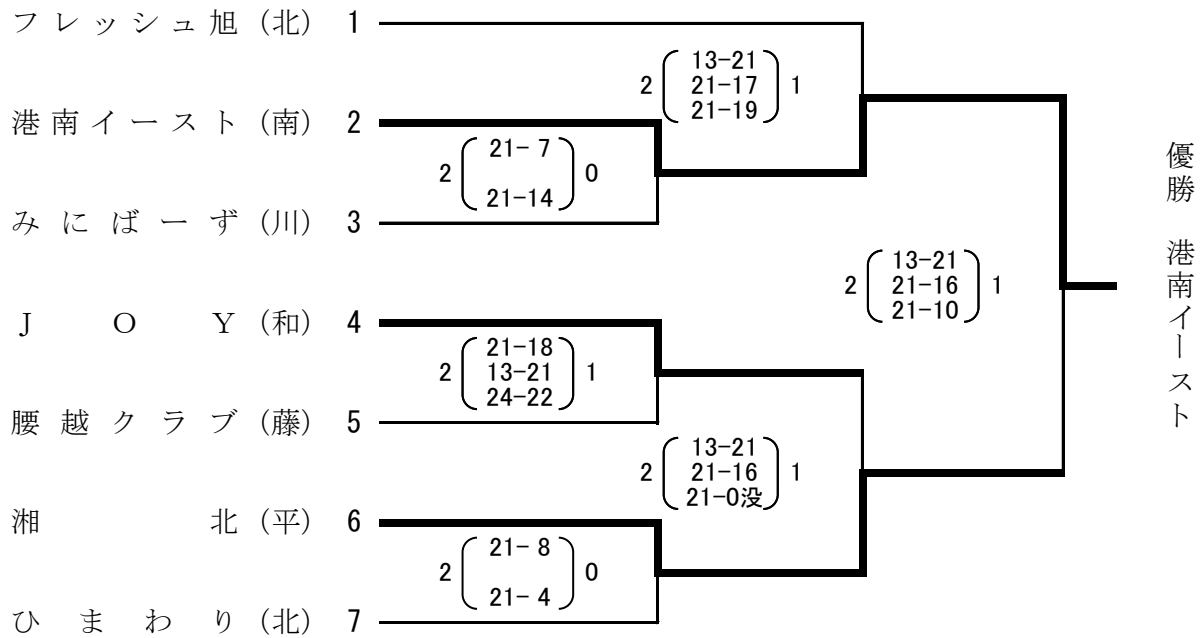 フレッシュ旭（北） 1
2 13-21 1
21-17
21-19
港南イースト（南） 2
2 21- 7 0
21-14
みにばーず（川） 3
優勝 港南イースト
2 13-21 1
21-16
21-10
J O Y（和） 4
2 21-18 1
13-21
24-22
腰越クラブ（藤） 5
2 13-21 1
21-16
21-0没
湘北（平） 6
2 21- 8 0
21- 4
ひまわり（北） 7